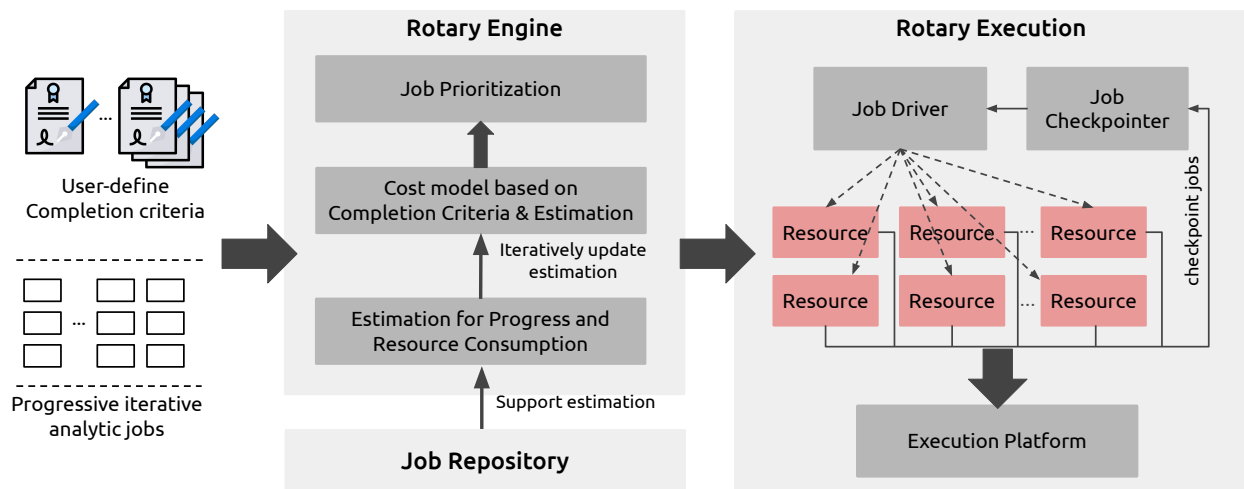 ...
User-define
Completion criteria
...
Progressive iterative
analytic jobs
Rotary Engine
Job Prioritization
Cost model based on
Completion Criteria & Estimation
Iteratively update
estimation
Estimation for Progress and
Resource Consumption
Support estimation
Job Repository
Rotary Execution
Job Driver
Job
Checkpointer
checkpoint jobs
Resource
Resource
...
Resource
Resource
Resource
...
Resource
Execution Platform